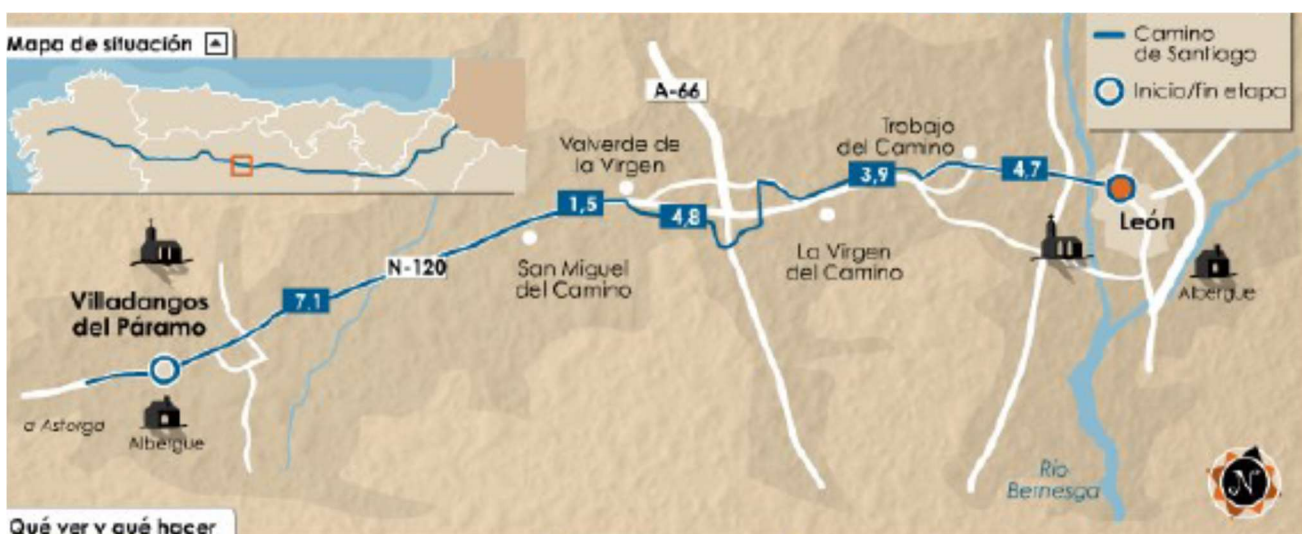 Mapa de situación
Camino
de Santiago
Inicio/fin etapa
A-66
Trobajo
del Camino
Valverde de
la Virgen
3,9
4,7
1,5
4,8
León
N-120
San Miguel
del Camino
La Virgen
del Camino
Villadangos
del Páramo
7.1
Albergue
a Astorga
Albergue
Río
Bernesga
N
Qué ver y qué hacer